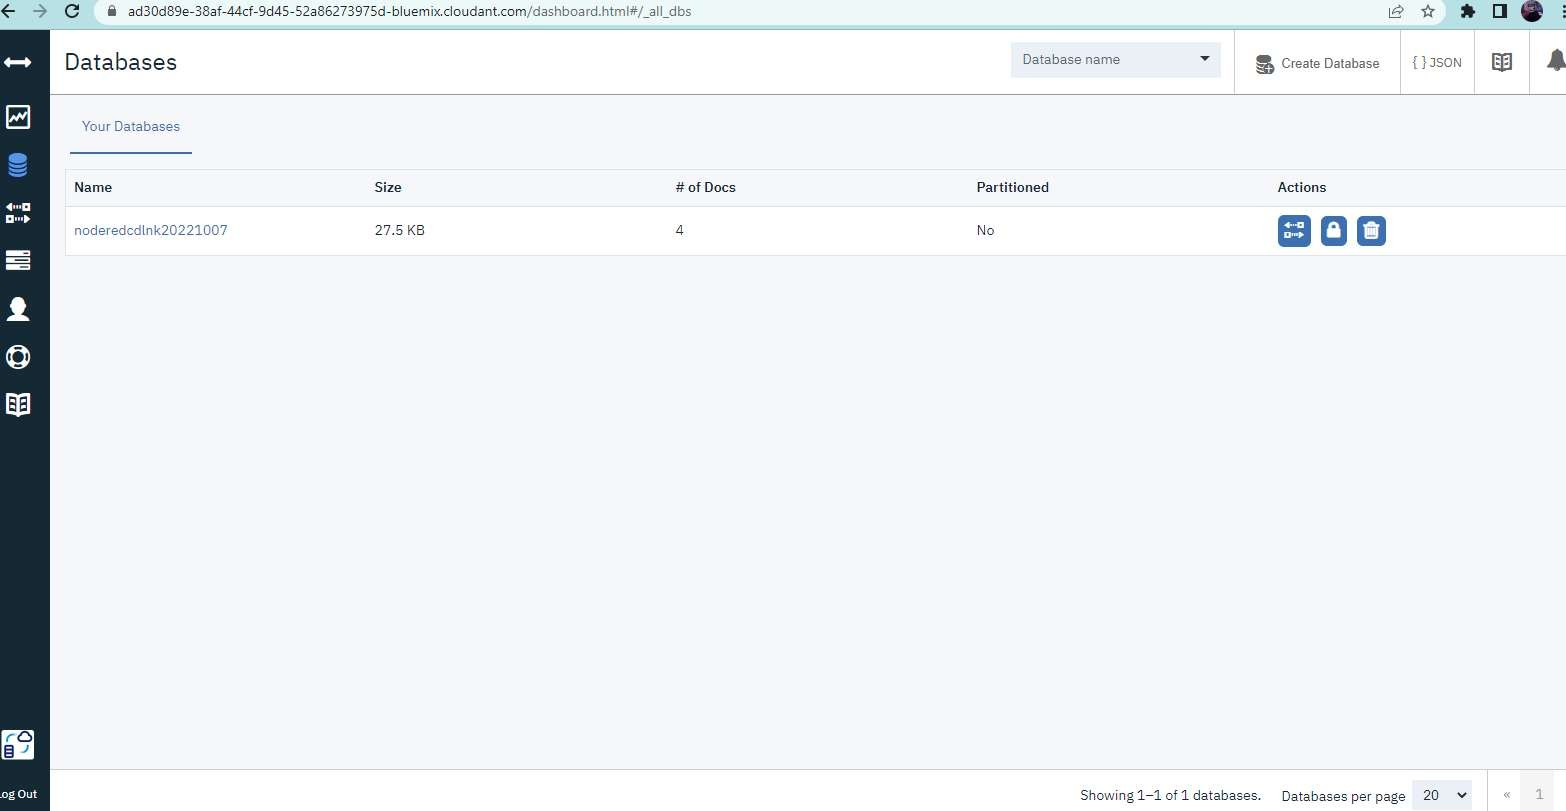 ad30d89e-38af-44cf-9d45-52a86273975d-bluemix.cloudant.com/dashboard.html#/_all_dbs
Databases
Database name
Create Database
{ } JSON
Your Databases
Name Size # of Docs Partitioned Actions
noderedcdlnk20221007 27.5 KB 4 No
og Out
Showing 1–1 of 1 databases. Databases per page 20 « 1